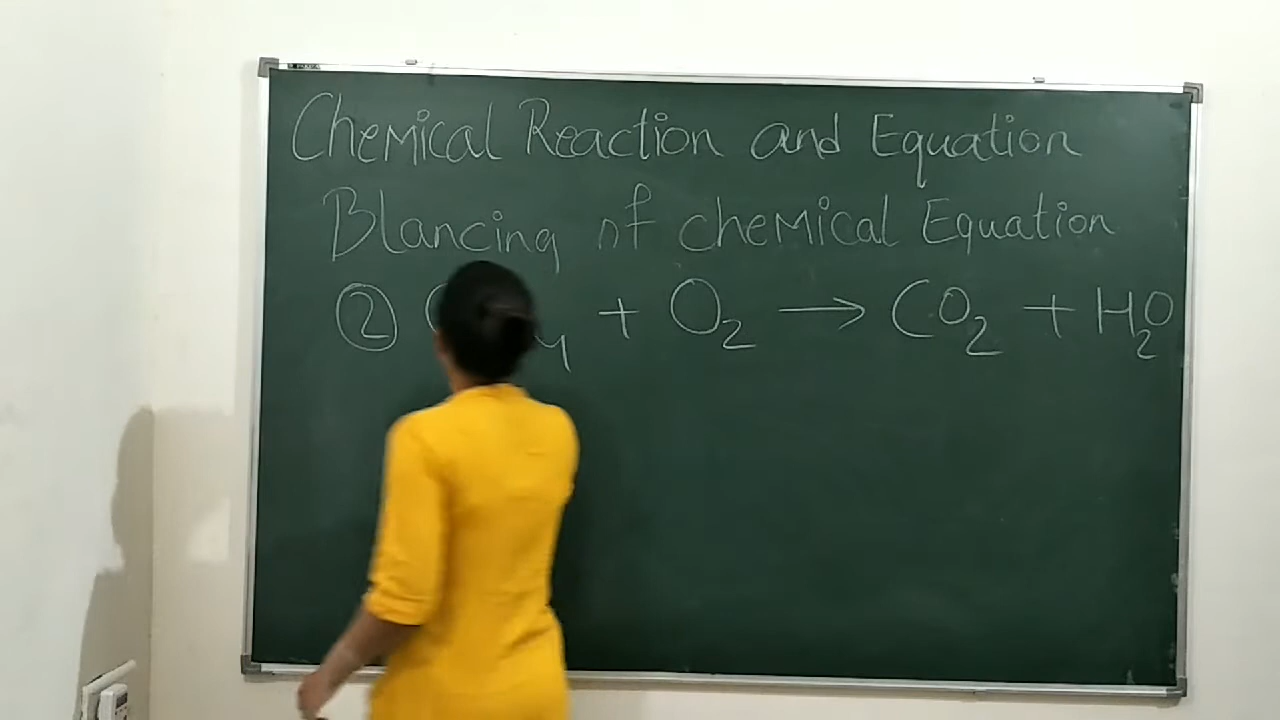 Chemical Reaction and Equation
Blancing of chemical Equation
② C 4 + O2 → CO2 + H2O